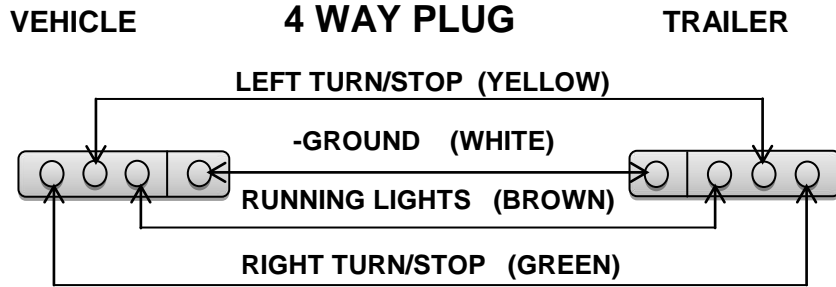 VEHICLE 4 WAY PLUG TRAILER
LEFT TURN/STOP (YELLOW)
-GROUND (WHITE)
RUNNING LIGHTS (BROWN)
RIGHT TURN/STOP (GREEN)